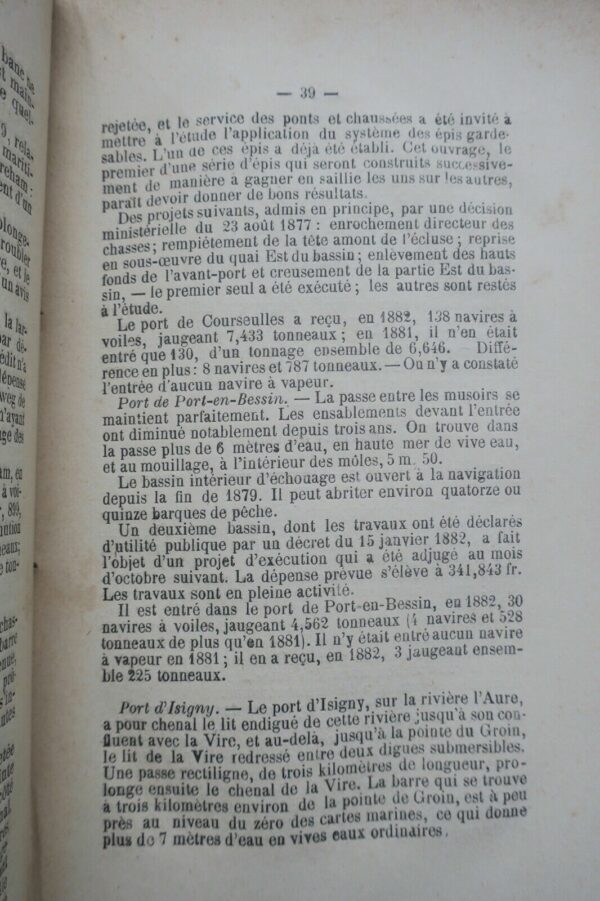 — 39 —
rejetée, et le service des ponts et chaussées a été invité à
mettre à l'étude l'application du système des épis garde-
sables. L'un de ces épis a déjà été établi. Cet ouvrage, le
premier d'une série d'épis qui seront construits successive-
ment de manière à gagner en saillie les uns sur les autres,
paraît devoir donner de bons résultats.
Des projets suivants, admis en principe, par une décision
ministérielle du 23 août 1877 : enrochement directeur des
chasses; rempiètement de la tête amont de l'écluse ; reprise
en sous-œuvre du quai Est du bassin ; enlèvement des hauts
fonds de l'avant-port et creusement de la partie Est du bas-
sin, — le premier seul a été exécuté ; les autres sont restés
à l'étude.
Le port de Courseulles a reçu, en 1882, 138 navires à
voiles, jaugeant 7,433 tonneaux ; en 1881, il n'en était
entré que 130, d'un tonnage ensemble de 6,646. Diffé-
rence en plus : 8 navires et 787 tonneaux. — On n'y a constaté
l'entrée d'aucun navire à vapeur.
Port de Port-en-Bessin. — La passe entre les musoirs se
maintient parfaitement. Les ensablements devant l'entrée
ont diminué notablement depuis trois ans. On trouve dans
la passe plus de 6 mètres d'eau, en haute mer de vive eau,
et au mouillage, à l'intérieur des môles, 5 m. 50.
Le bassin intérieur d'échouage est ouvert à la navigation
depuis la fin de 1879. Il peut abriter environ quatorze ou
quinze barques de pêche.
Un deuxième bassin, dont les travaux ont été déclarés
d'utilité publique par un décret du 15 janvier 1882, a fait
l'objet d'un projet d'exécution qui a été adjugé au mois
d'octobre suivant. La dépense prévue s'élève à 341,843 fr.
Les travaux sont en pleine activité.
Il est entré dans le port de Port-en-Bessin, en 1882, 30
navires à voiles, jaugeant 4,562 tonneaux (4 navires et 528
tonneaux de plus qu'en 1881). Il n'y était entré aucun navire
à vapeur en 1881 ; il en a reçu, en 1882, 3 jaugeant ensem-
ble 225 tonneaux.
Port d'Isigny. — Le port d'Isigny, sur la rivière l'Aure,
a pour chenal le lit endigué de cette rivière jusqu'à son con-
fluent avec la Vire, et au-delà, jusqu'à la pointe du Groin,
le lit de la Vire redressé entre deux digues submersibles.
Une passe rectiligne, de trois kilomètres de longueur, pro-
longe ensuite le chenal de la Vire. La barre qui se trouve
à trois kilomètres environ de la pointe de Groin, est à peu
près au niveau du zéro des cartes marines, ce qui donne
plus de 7 mètres d'eau en vives eaux ordinaires.